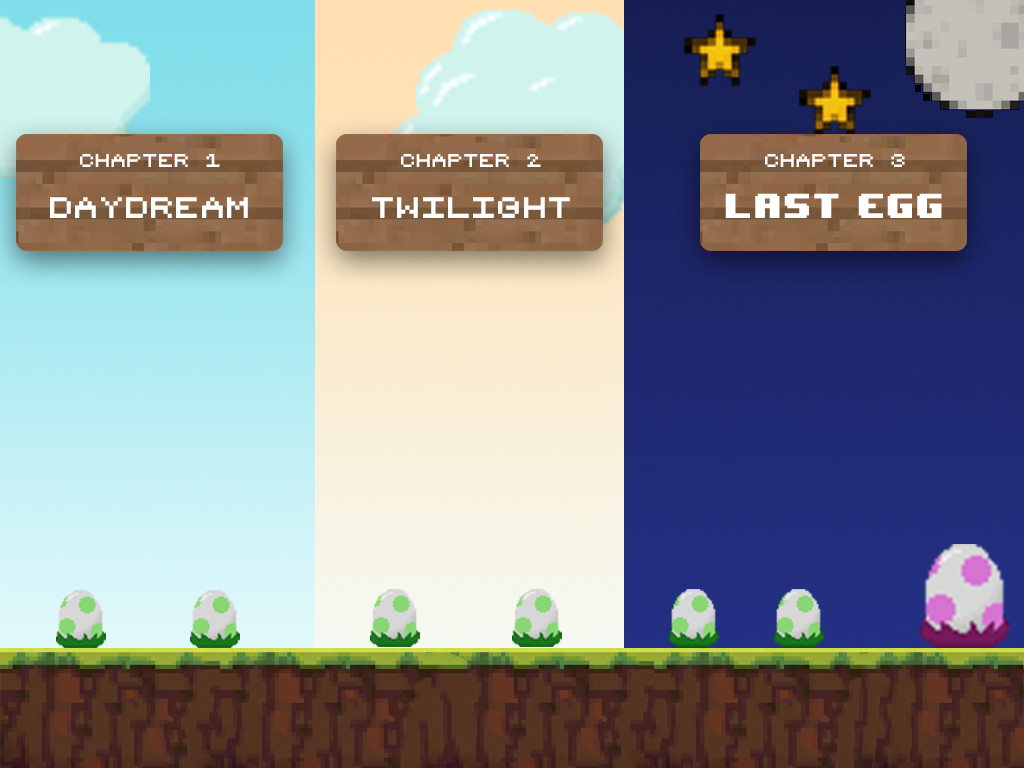 CHAPTER 1
DAYDREAM
CHAPTER 2
TWILIGHT
CHAPTER 3
LAST EGG